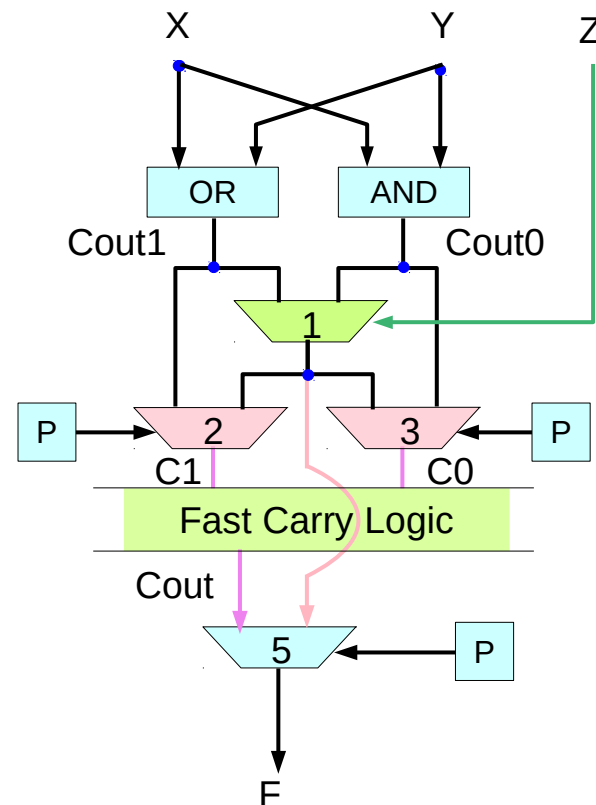 X Y Z
OR AND
Cout1 Cout0
1
P 2 3 P
C1 C0
Fast Carry Logic
Cout
5 P
F